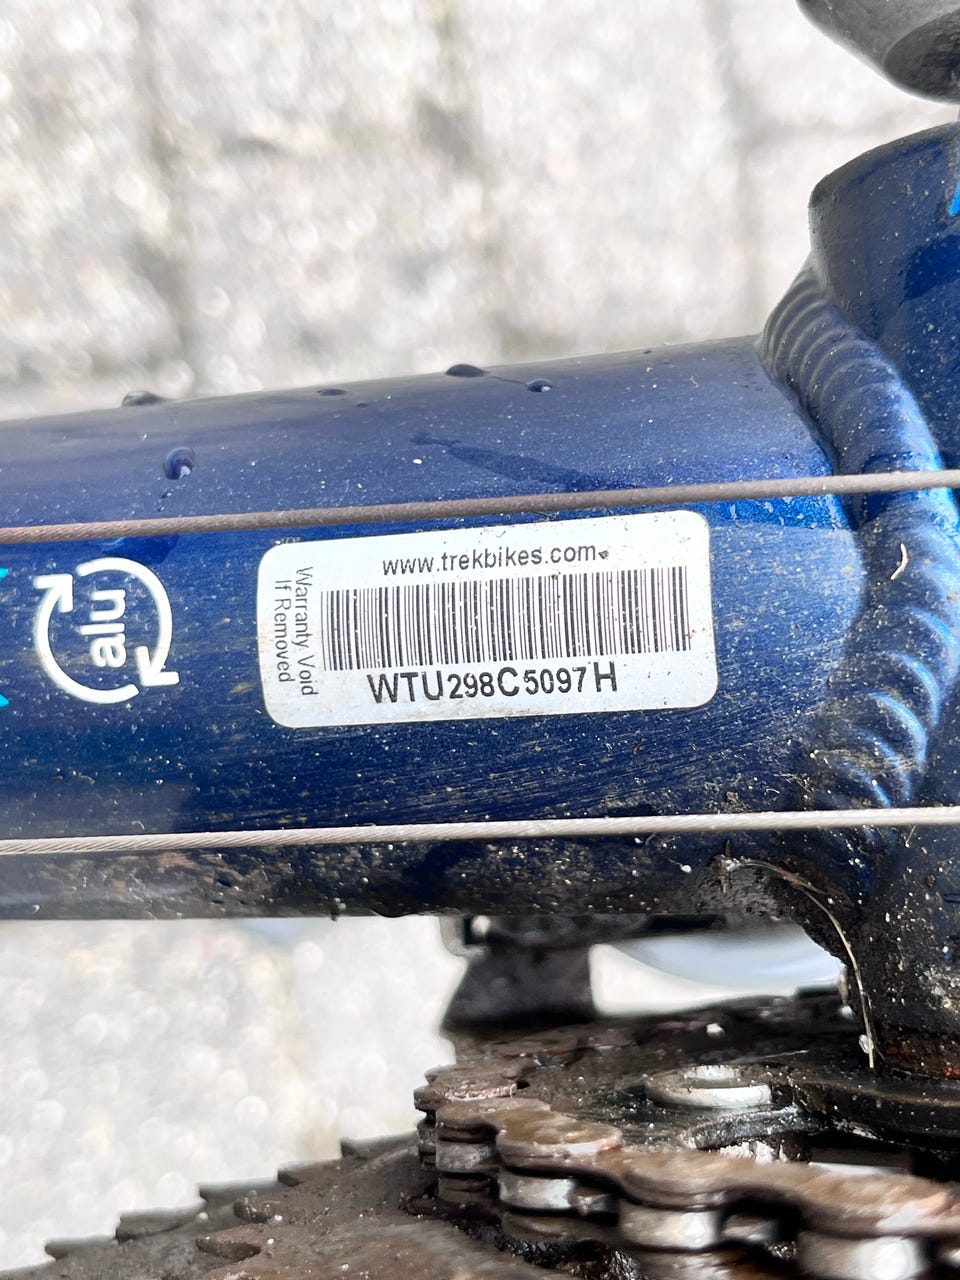 alu
www.trekbikes.com
Warranty Void
If Removed
WTU298C5097H